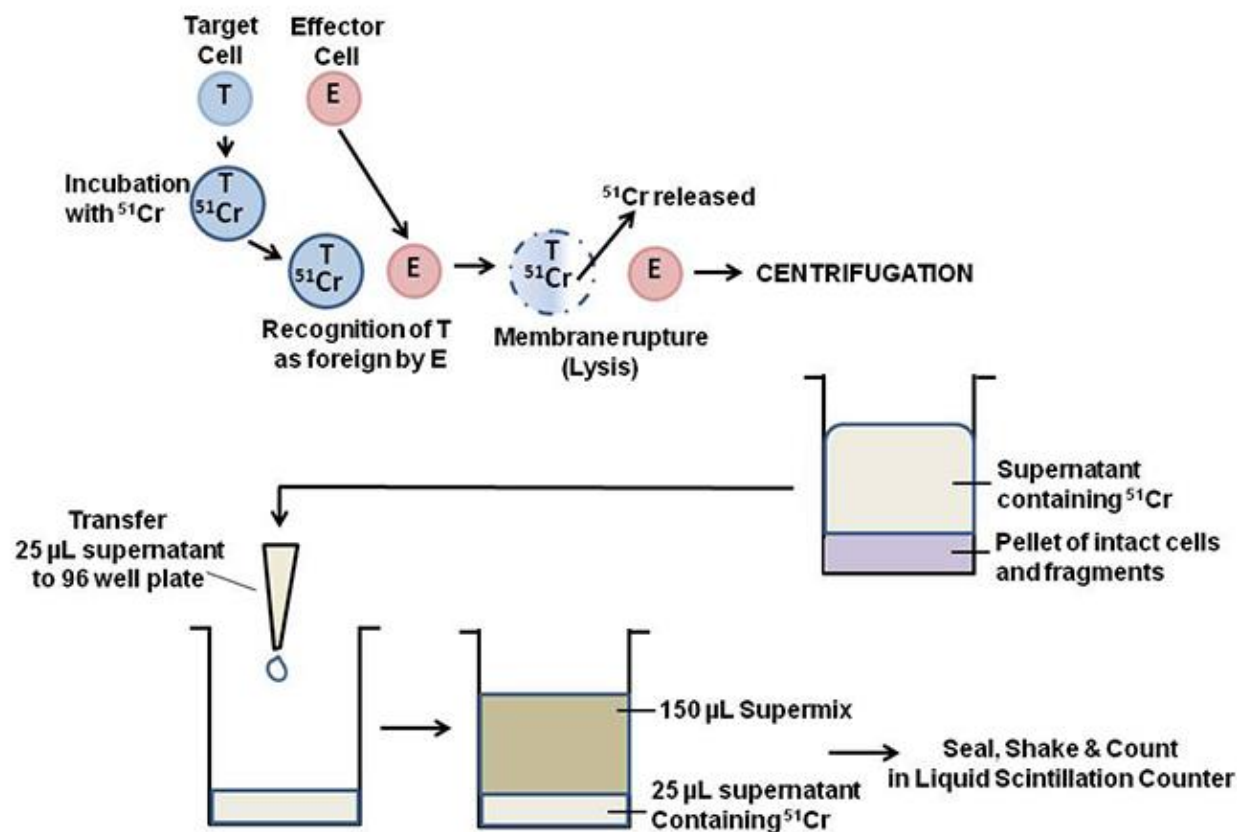 Target
Cell
Effector
Cell
T
E
Incubation
with ⁵¹Cr
T
⁵¹Cr
T
⁵¹Cr
E
Recognition of T
as foreign by E
T
⁵¹Cr
⁵¹Cr released
E
Membrane rupture
(Lysis)
CENTRIFUGATION
Supernatant
containing ⁵¹Cr
Pellet of intact cells
and fragments
Transfer
25 µL supernatant
to 96 well plate
150 µL Supermix
25 µL supernatant
Containing ⁵¹Cr
Seal, Shake & Count
in Liquid Scintillation Counter